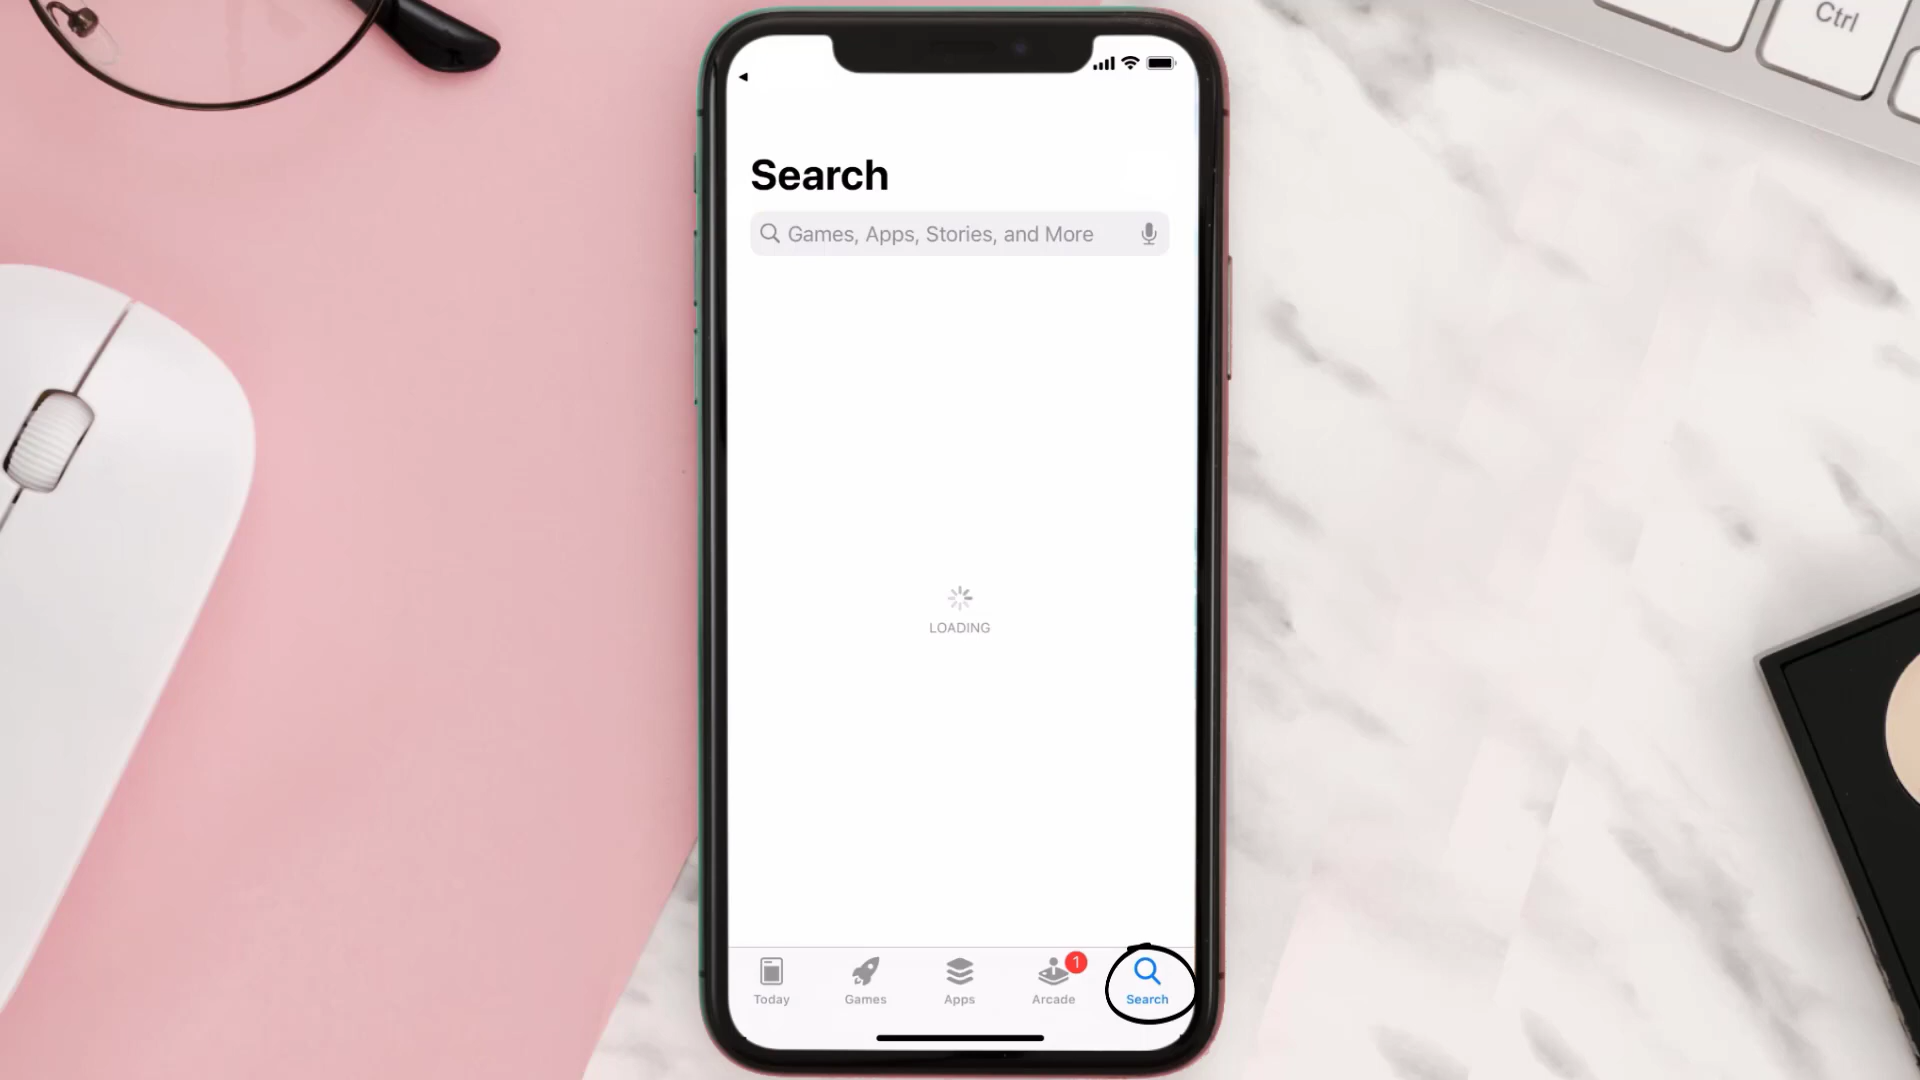 Ctrl
Search
Games, Apps, Stories, and More
LOADING
1
Today
Games
Apps
Arcade
Search